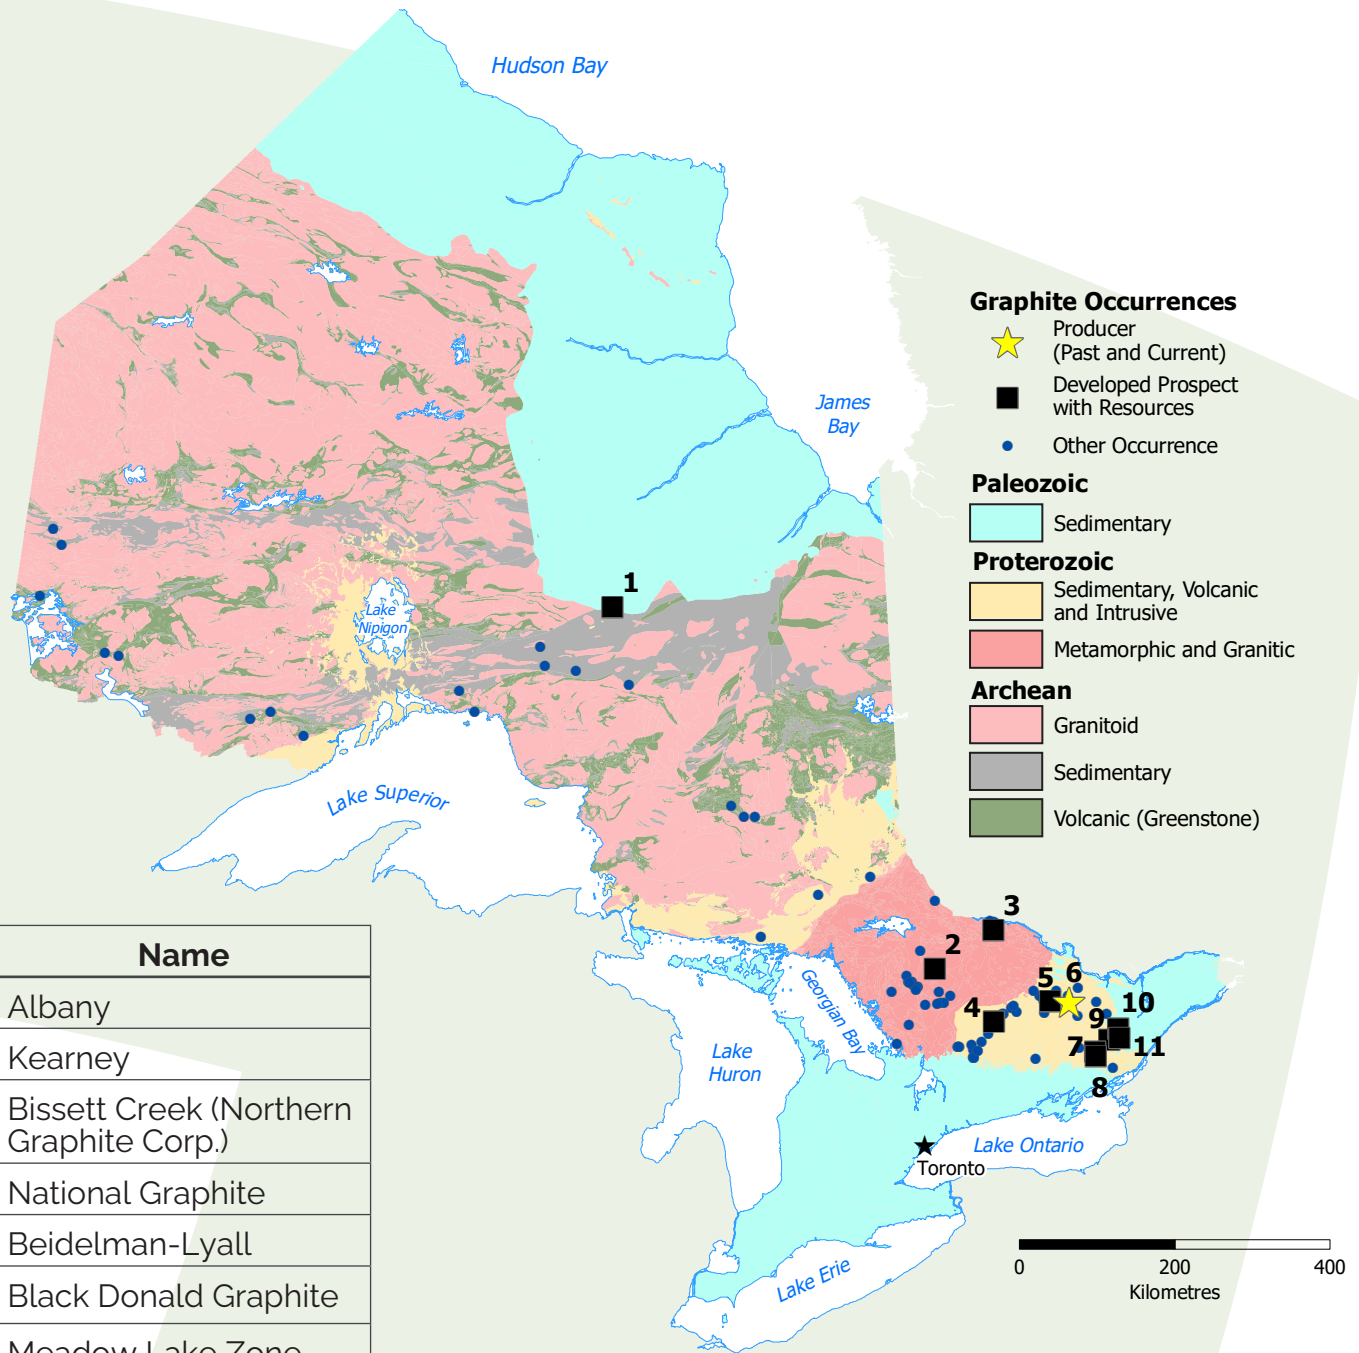 Hudson Bay
James
Bay
Graphite Occurrences
Producer
(Past and Current)
Developed Prospect
with Resources
Other Occurrence
Paleozoic
Sedimentary
Proterozoic
Sedimentary, Volcanic
and Intrusive
Metamorphic and Granitic
Archean
Granitoid
Sedimentary
Volcanic (Greenstone)
1
Lake
Nipigon
Lake Superior
3
2
6
5
10
4
9
7
11
8
Georgian Bay
Lake
Huron
Lake Ontario
Toronto
Lake Erie
0 200 400
Kilometres
Name
Albany
Kearney
Bissett Creek (Northern
Graphite Corp.)
National Graphite
Beidelman-Lyall
Black Donald Graphite
Meadow Lake Zone